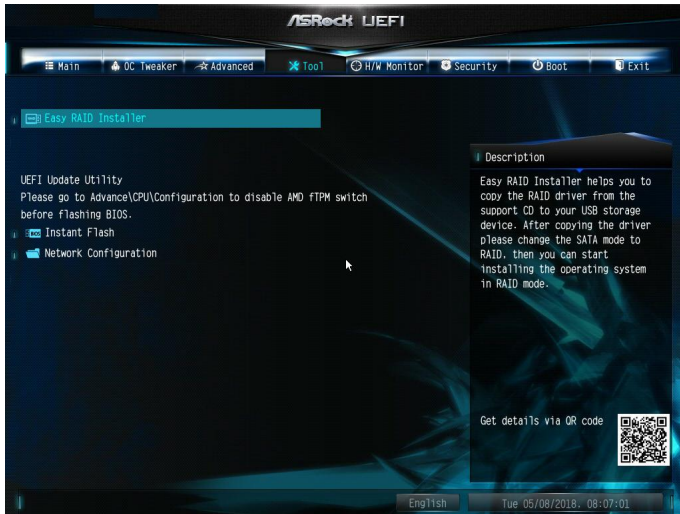 ASRock UEFI
Main
OC Tweaker
Advanced
Tool
H/W Monitor
Security
Boot
Exit
Easy RAID Installer
UEFI Update Utility
Please go to Advance\CPU\Configuration to disable AMD fTPM switch
before flashing BIOS.
BIOS Instant Flash
Network Configuration
Description
Easy RAID Installer helps you to
copy the RAID driver from the
support CD to your USB storage
device. After copying the driver
please change the SATA mode to
RAID, then you can start
installing the operating system
in RAID mode.
Get details via QR code
English
Tue 05/08/2018, 08:07:01